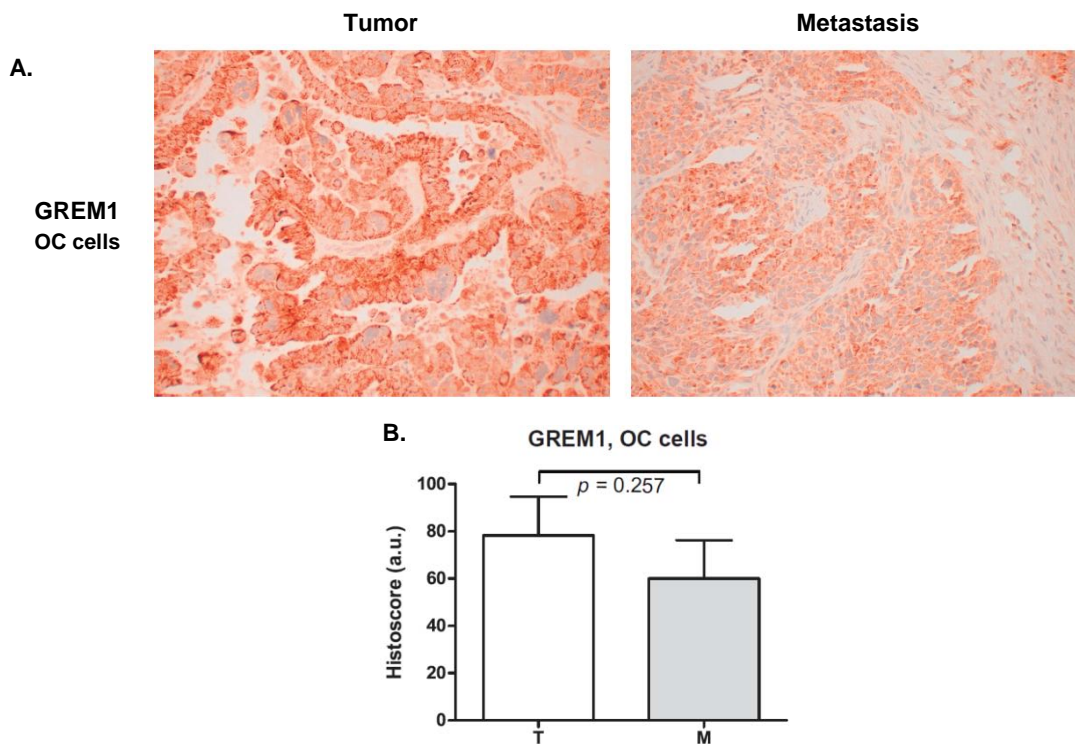 Tumor Metastasis
A.
GREM1
OC cells
B.
GREM1, OC cells
p = 0.257
100
80
60
40
20
0
Histoscore (a.u.)
T M